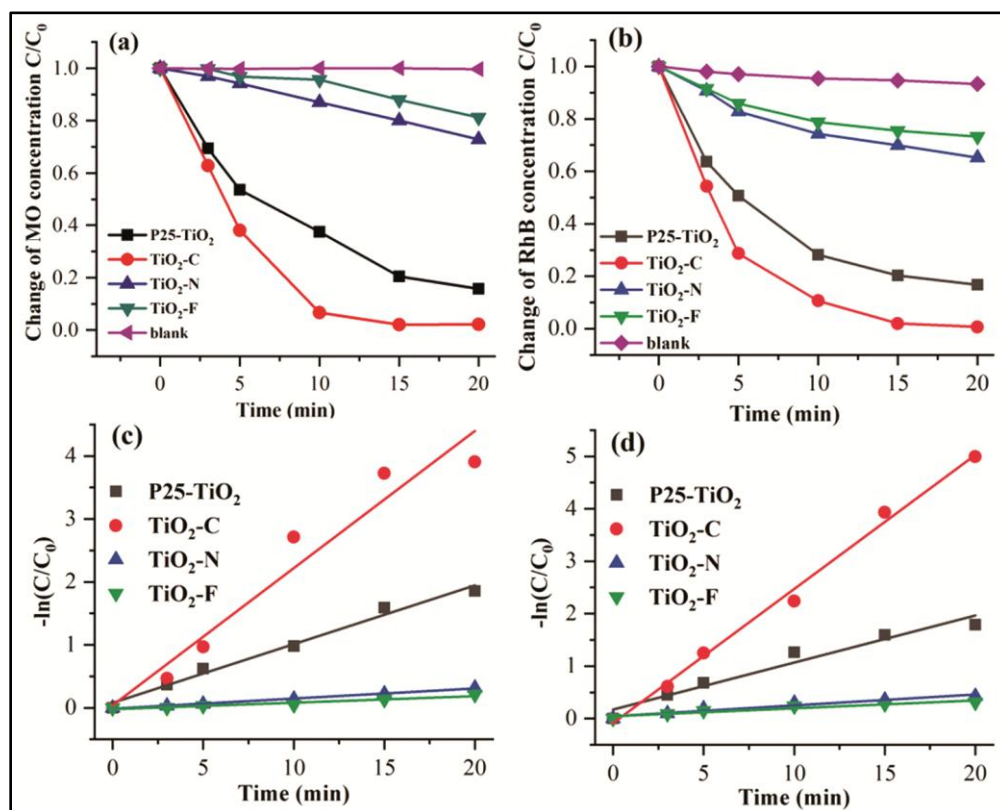 (a)
Change of MO concentration C/C₀
1.0
0.8
0.6
0.4
0.2
0.0
P25-TiO₂
TiO₂-C
TiO₂-N
TiO₂-F
blank
0 5 10 15 20
Time (min)
(b)
Change of RhB concentration C/C₀
1.0
0.8
0.6
0.4
0.2
0.0
P25-TiO₂
TiO₂-C
TiO₂-N
TiO₂-F
blank
0 5 10 15 20
Time (min)
(c)
-ln(C/C₀)
4
3
2
1
0
P25-TiO₂
TiO₂-C
TiO₂-N
TiO₂-F
0 5 10 15 20
Time (min)
(d)
-ln(C/C₀)
5
4
3
2
1
0
P25-TiO₂
TiO₂-C
TiO₂-N
TiO₂-F
0 5 10 15 20
Time (min)